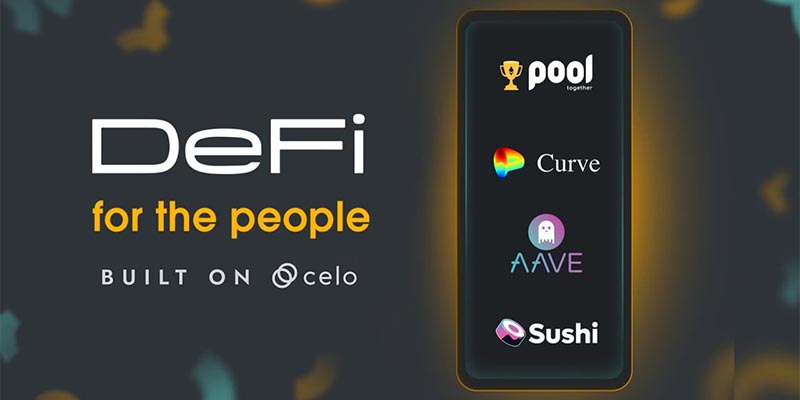 DeFi
for the people
BUILT ON celo
pool
together
Curve
AAVE
Sushi